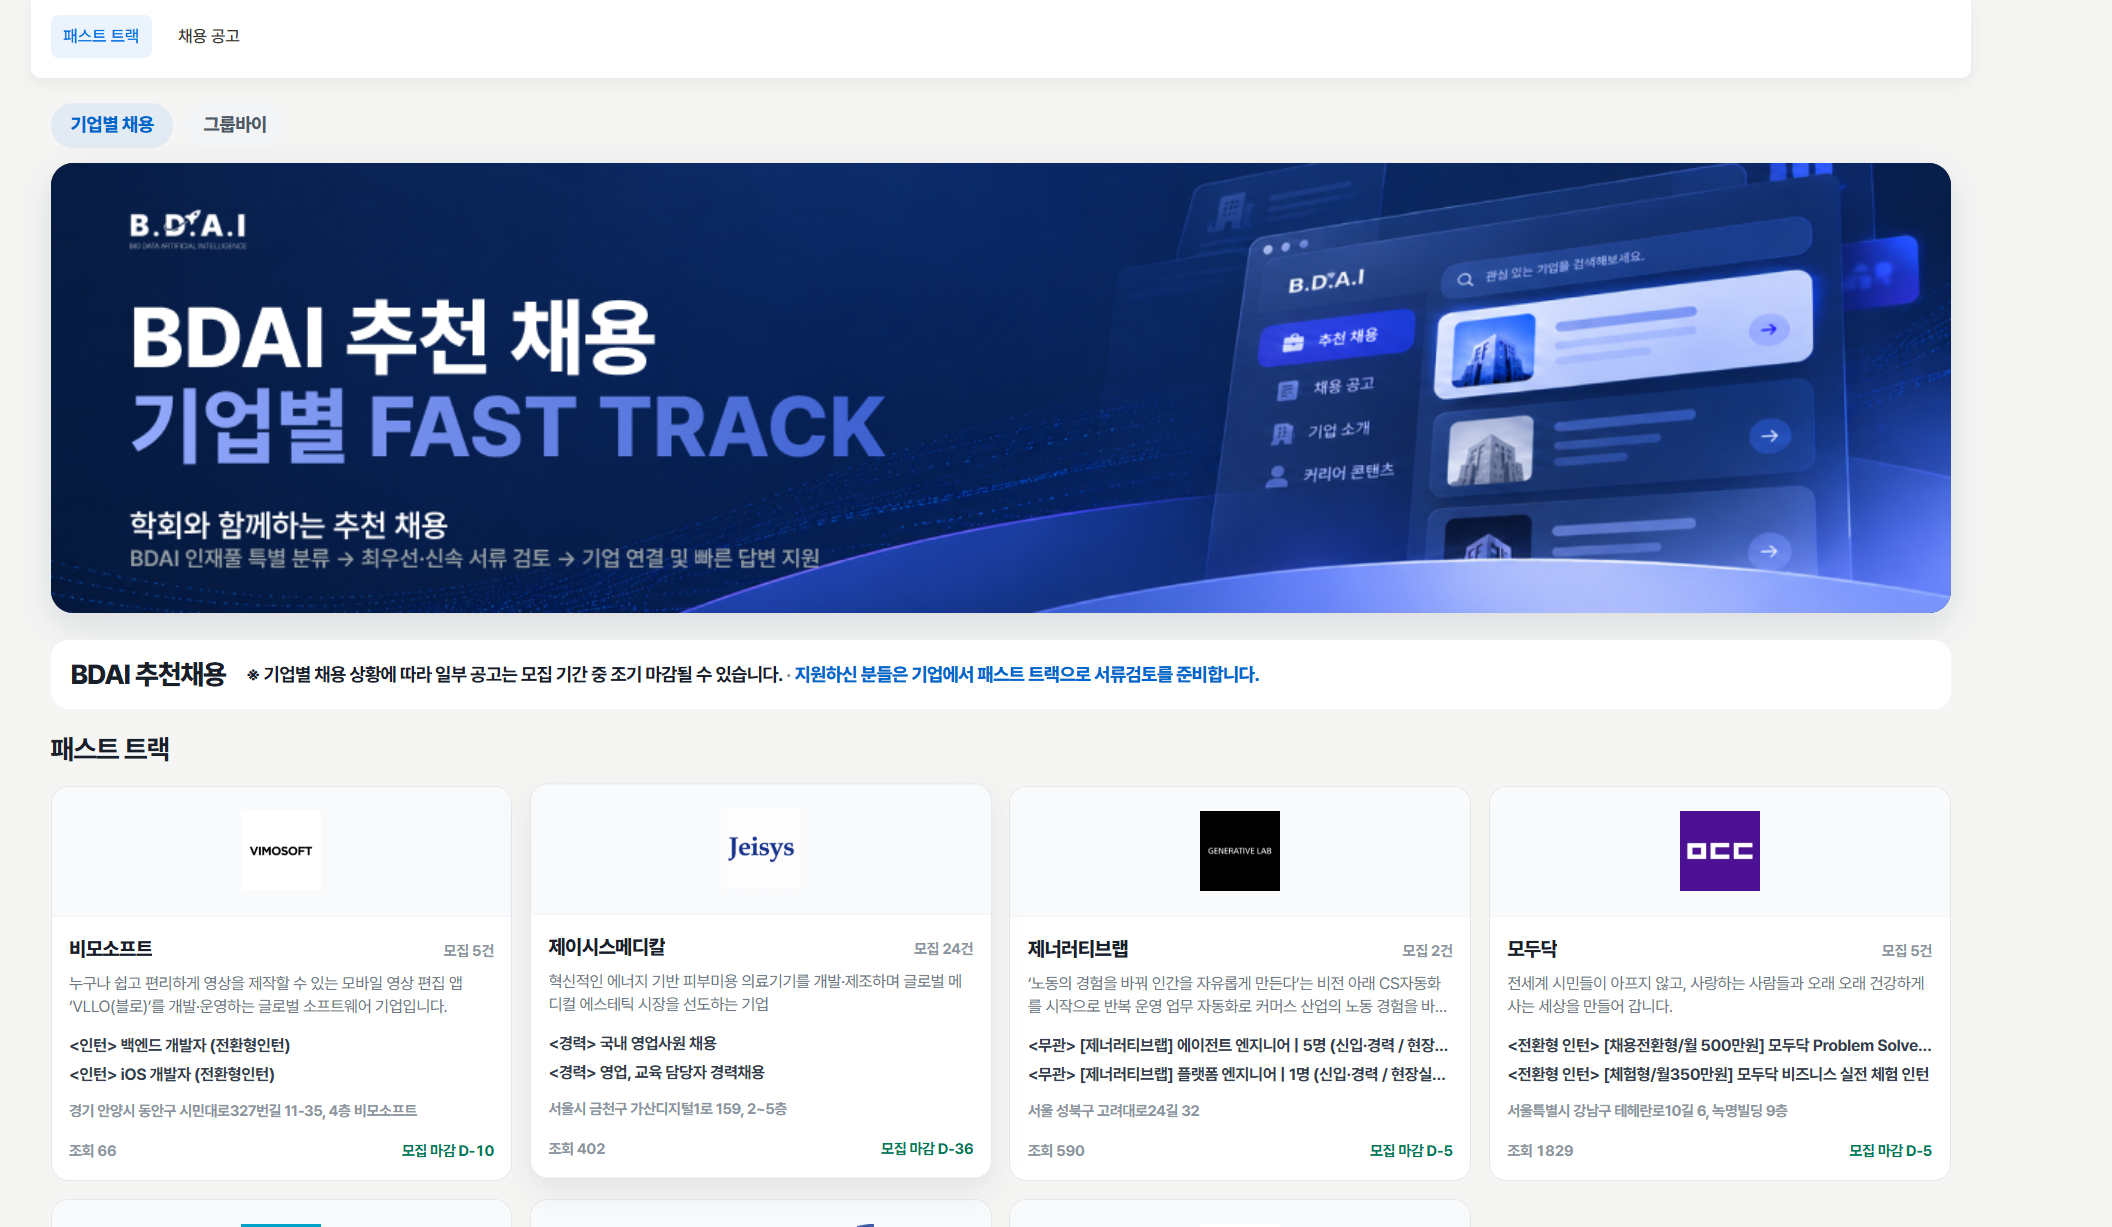 패스트 트랙
채용 공고
기업별 채용
그룹바이
B.D.A.I
BIG DATA ARTIFICIAL INTELLIGENCE
BDAI 추천 채용
기업별 FAST TRACK
학회와 함께하는 추천 채용
BDAI 인재풀 특별 분류 → 최우선·신속 서류 검토 → 기업 연결 및 빠른 답변 지원
B.D.A.I
관심 있는 기업을 검색해보세요.
추천 채용
채용 공고
기업 소개
커리어 콘텐츠
BDAI 추천채용
※ 기업별 채용 상황에 따라 일부 공고는 모집 기간 중 조기 마감될 수 있습니다. · 지원하신 분들은 기업에서 패스트 트랙으로 서류검토를 준비합니다.
패스트 트랙
VIMOSOFT
비모소프트
모집 5건
누구나 쉽고 편리하게 영상을 제작할 수 있는 모바일 영상 편집 앱
‘VLLO(블로)’를 개발·운영하는 글로벌 소프트웨어 기업입니다.
<인턴> 백엔드 개발자 (전환형인턴)
<인턴> iOS 개발자 (전환형인턴)
경기 안양시 동안구 시민대로327번길 11-35, 4층 비모소프트
조회 66
모집 마감 D-10
Jeisys
제이시스메디칼
모집 24건
혁신적인 에너지 기반 피부미용 의료기기를 개발·제조하며 글로벌 메
디컬 에스테틱 시장을 선도하는 기업
<경력> 국내 영업사원 채용
<경력> 영업, 교육 담당자 경력채용
서울시 금천구 가산디지털1로 159, 2~5층
조회 402
모집 마감 D-36
GENERATIVE LAB
제너러티브랩
모집 2건
‘노동의 경험을 바꿔 인간을 자유롭게 만든다’는 비전 아래 CS자동화
를 시작으로 반복 운영 업무 자동화로 커머스 산업의 노동 경험을 바...
<무관> [제너러티브랩] 에이전트 엔지니어 | 5명 (신입·경력 / 현장...
<무관> [제너러티브랩] 플랫폼 엔지니어 | 1명 (신입·경력 / 현장실...
서울 성북구 고려대로24길 32
조회 590
모집 마감 D-5
모두닥
모집 5건
전세계 시민들이 아프지 않고, 사랑하는 사람들과 오래 오래 건강하게
사는 세상을 만들어 갑니다.
<전환형 인턴> [채용전환형/월 500만원] 모두닥 Problem Solve...
<전환형 인턴> [체험형/월350만원] 모두닥 비즈니스 실전 체험 인턴
서울특별시 강남구 테헤란로10길 6, 녹명빌딩 9층
조회 1829
모집 마감 D-5